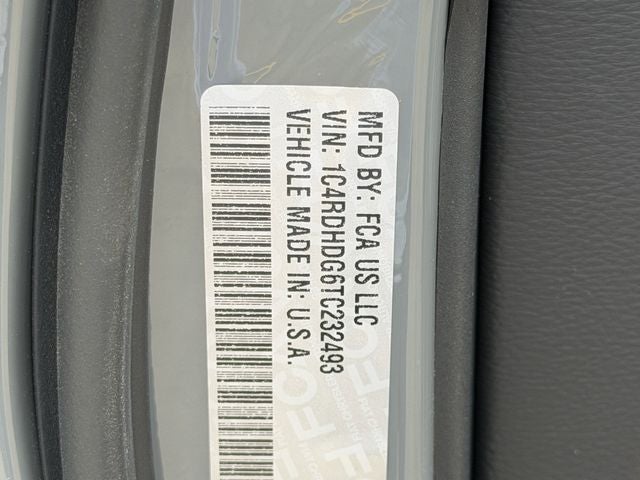 MFD BY: FCA US LLC
VIN: 1C4RDHDG6TC232493
VEHICLE MADE IN: U.S.A.